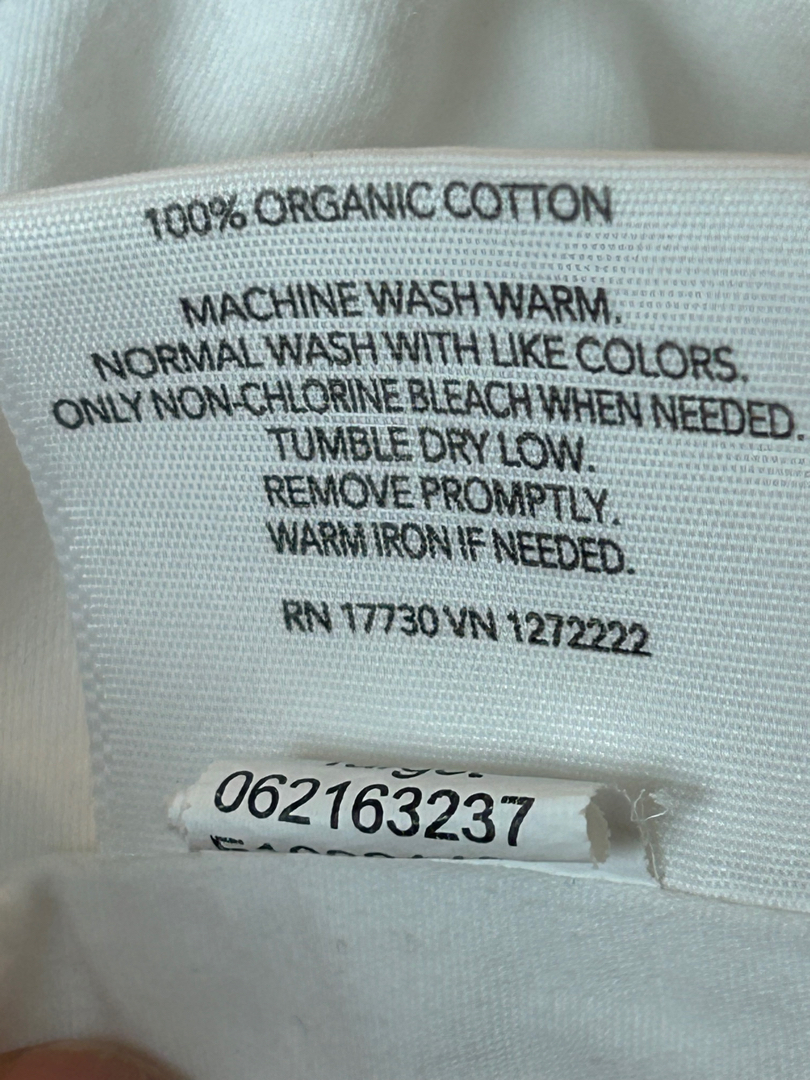 100% ORGANIC COTTON
MACHINE WASH WARM.
NORMAL WASH WITH LIKE COLORS.
ONLY NON-CHLORINE BLEACH WHEN NEEDED.
TUMBLE DRY LOW.
REMOVE PROMPTLY.
WARM IRON IF NEEDED.
RN 17730 VN 1272222
062163237